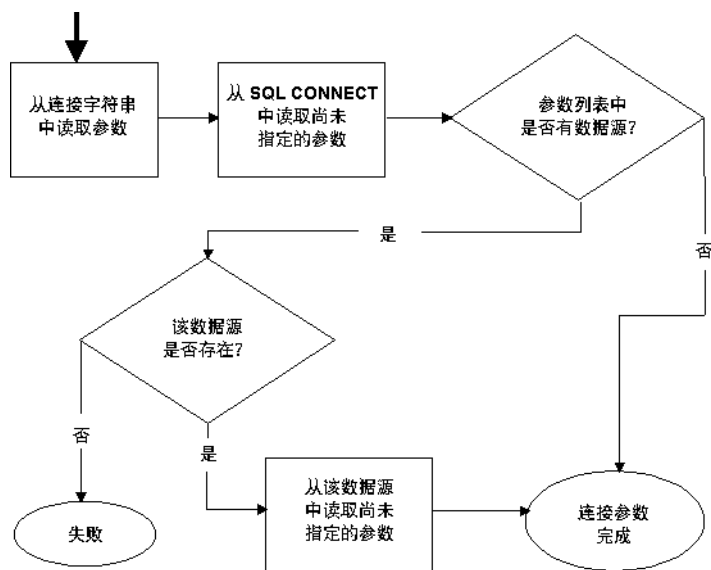 从连接字符串
中读取参数
从 SQL CONNECT
中读取尚未
指定的参数
参数列表中
是否有数据源?
是
否
该数据源
是否存在?
否
是
失败
从该数据源
中读取尚未
指定的参数
连接参数
完成